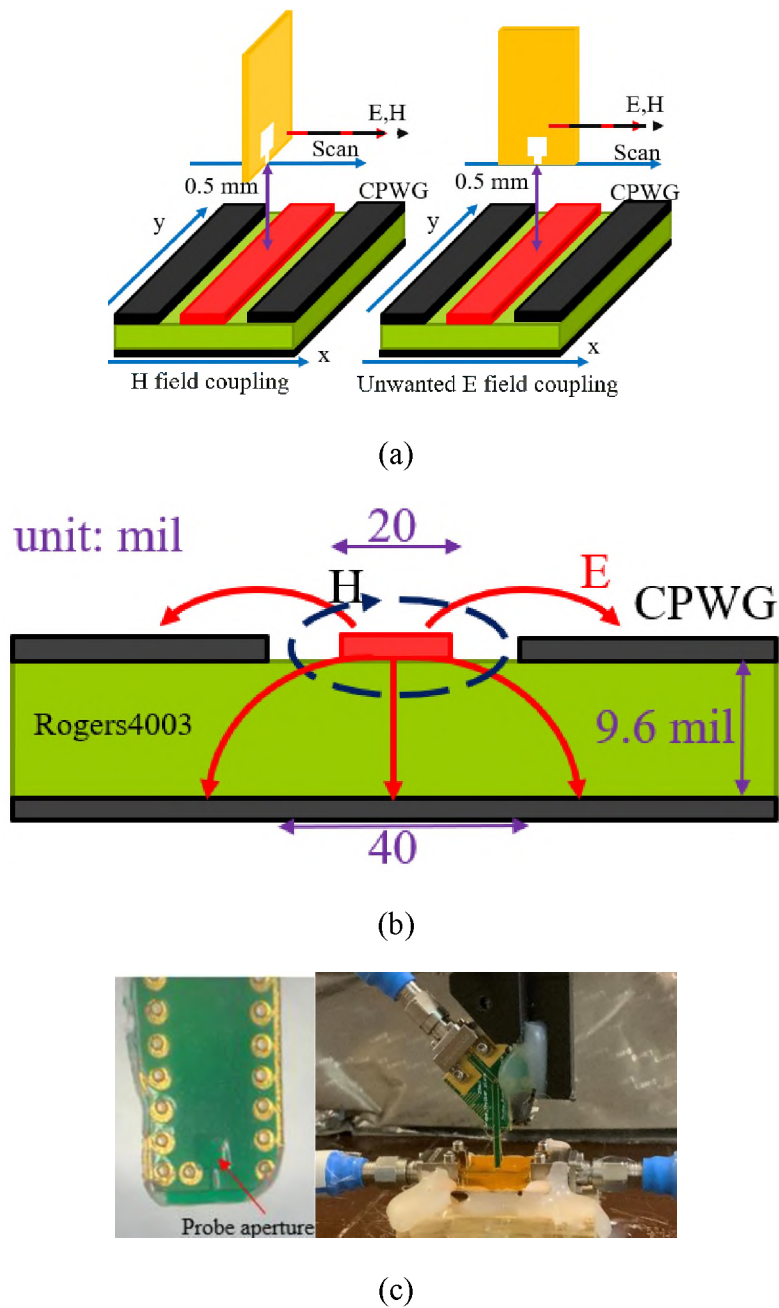 E,H
Scan
0.5 mm
CPWG
y
x
H field coupling
E,H
Scan
0.5 mm
CPWG
y
x
Unwanted E field coupling
(a)
unit: mil
20
H
E
CPWG
Rogers4003
9.6 mil
40
(b)
Probe aperture
(c)